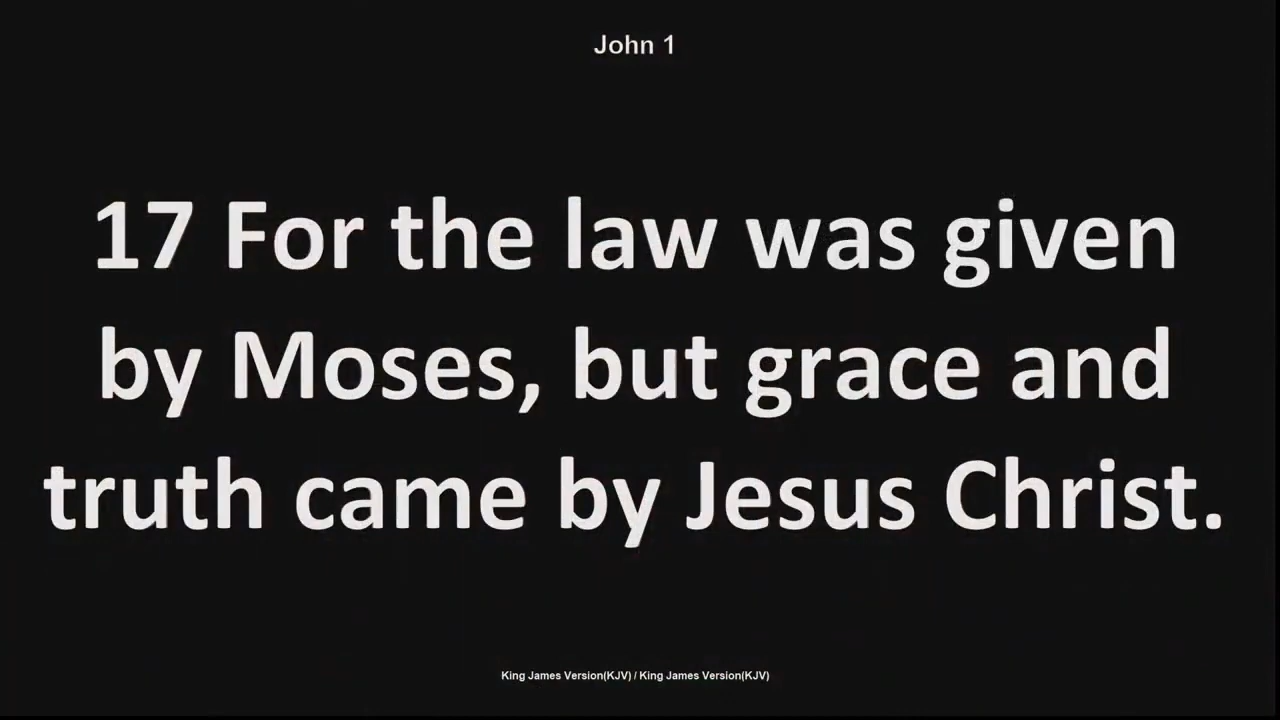 John 1
17 For the law was given
by Moses, but grace and
truth came by Jesus Christ.
King James Version(KJV) / King James Version(KJV)